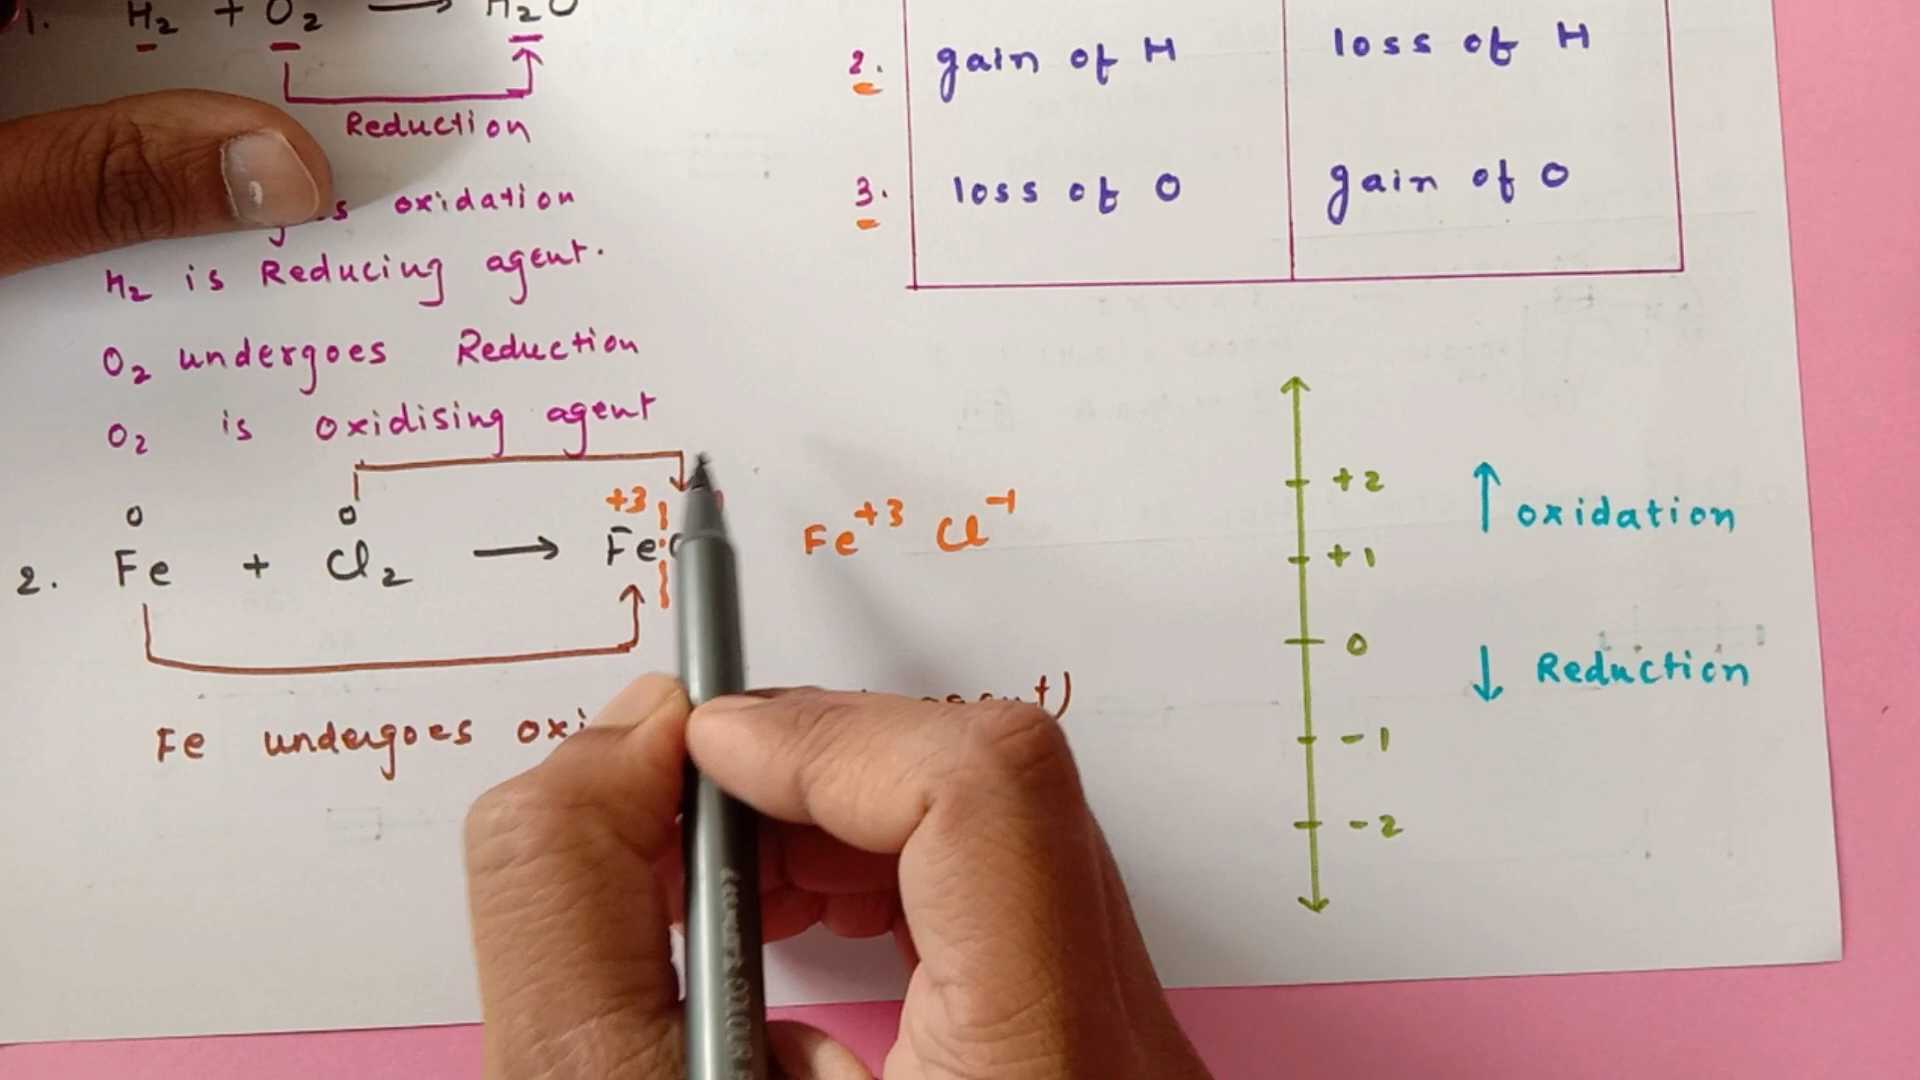 1. H₂ + O₂ → H₂O
Reduction
oxidation
H₂ is Reducing agent.
O₂ undergoes Reduction
O₂ is oxidising agent
0 0 +3
2. Fe + Cl₂ → Fe
Fe⁺³ Cl⁻¹
Fe undergoes
2. gain of H loss of H
3. loss of O gain of O
+2
↑ oxidation
+1
0
↓ Reduction
-1
-2